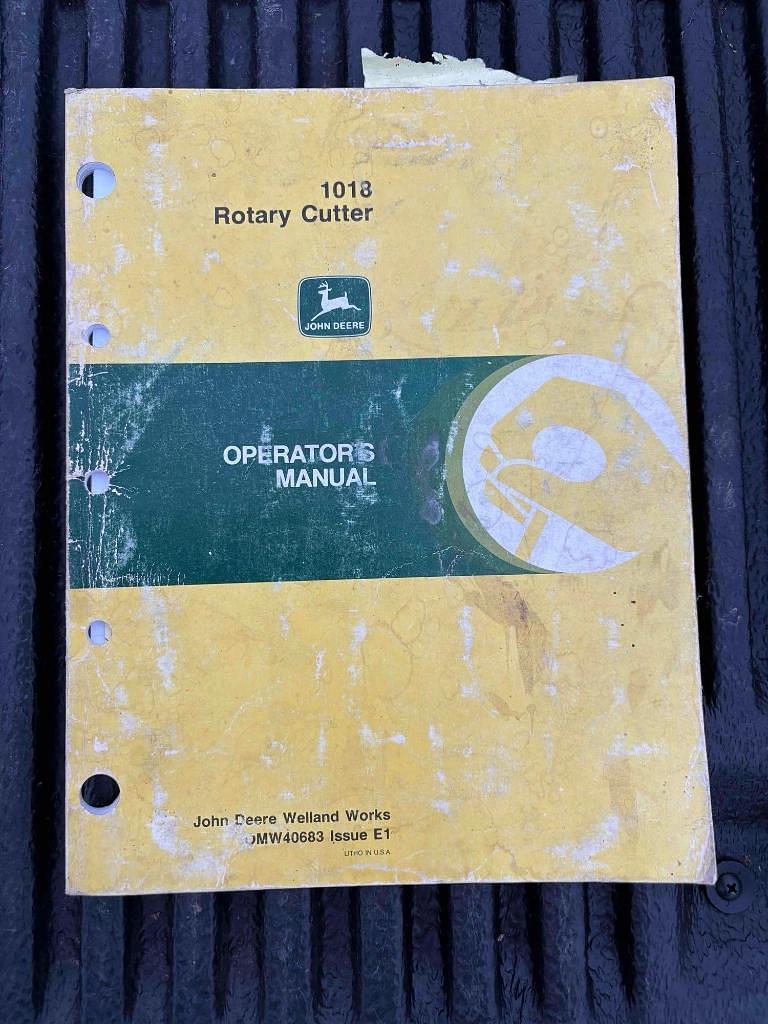 1018
Rotary Cutter
JOHN DEERE
OPERATOR'S
MANUAL
John Deere Welland Works
OMW40683 Issue E1
LITHO IN U.S.A